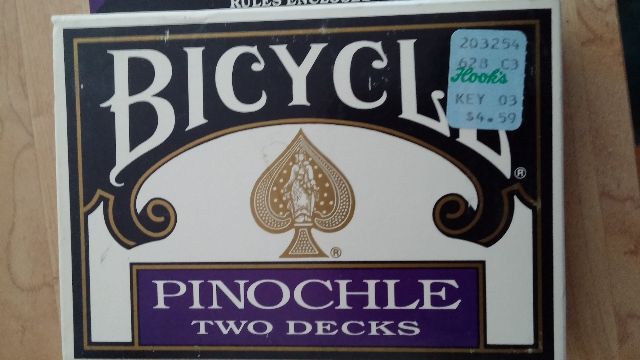 BICYCLE
®
203254
628 C3
Hook's
KEY 03
$4.59
®
PINOCHLE
TWO DECKS